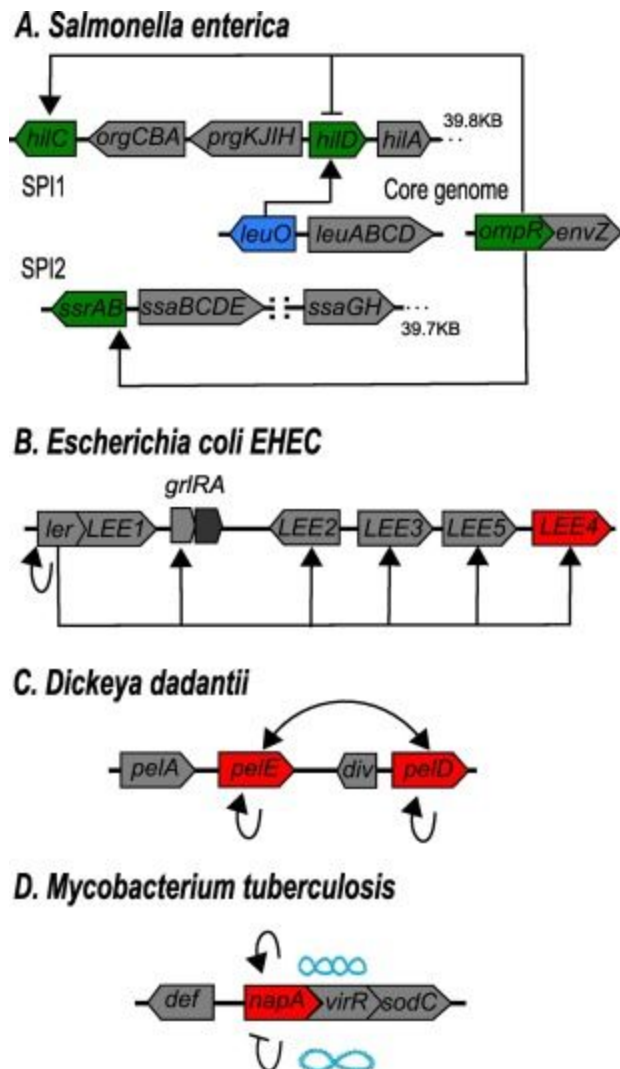 A. Salmonella enterica
hilC orgCBA prgKJIH hilD hilA 39.8KB
SPI1 Core genome
leuO leuABCD ompR envZ
SPI2
ssrAB ssaBCDE ssaGH
39.7KB
B. Escherichia coli EHEC
grlRA
ler LEE1 LEE2 LEE3 LEE5 LEE4
C. Dickeya dadantii
pelA pelE div pelD
D. Mycobacterium tuberculosis
def napA virR sodC